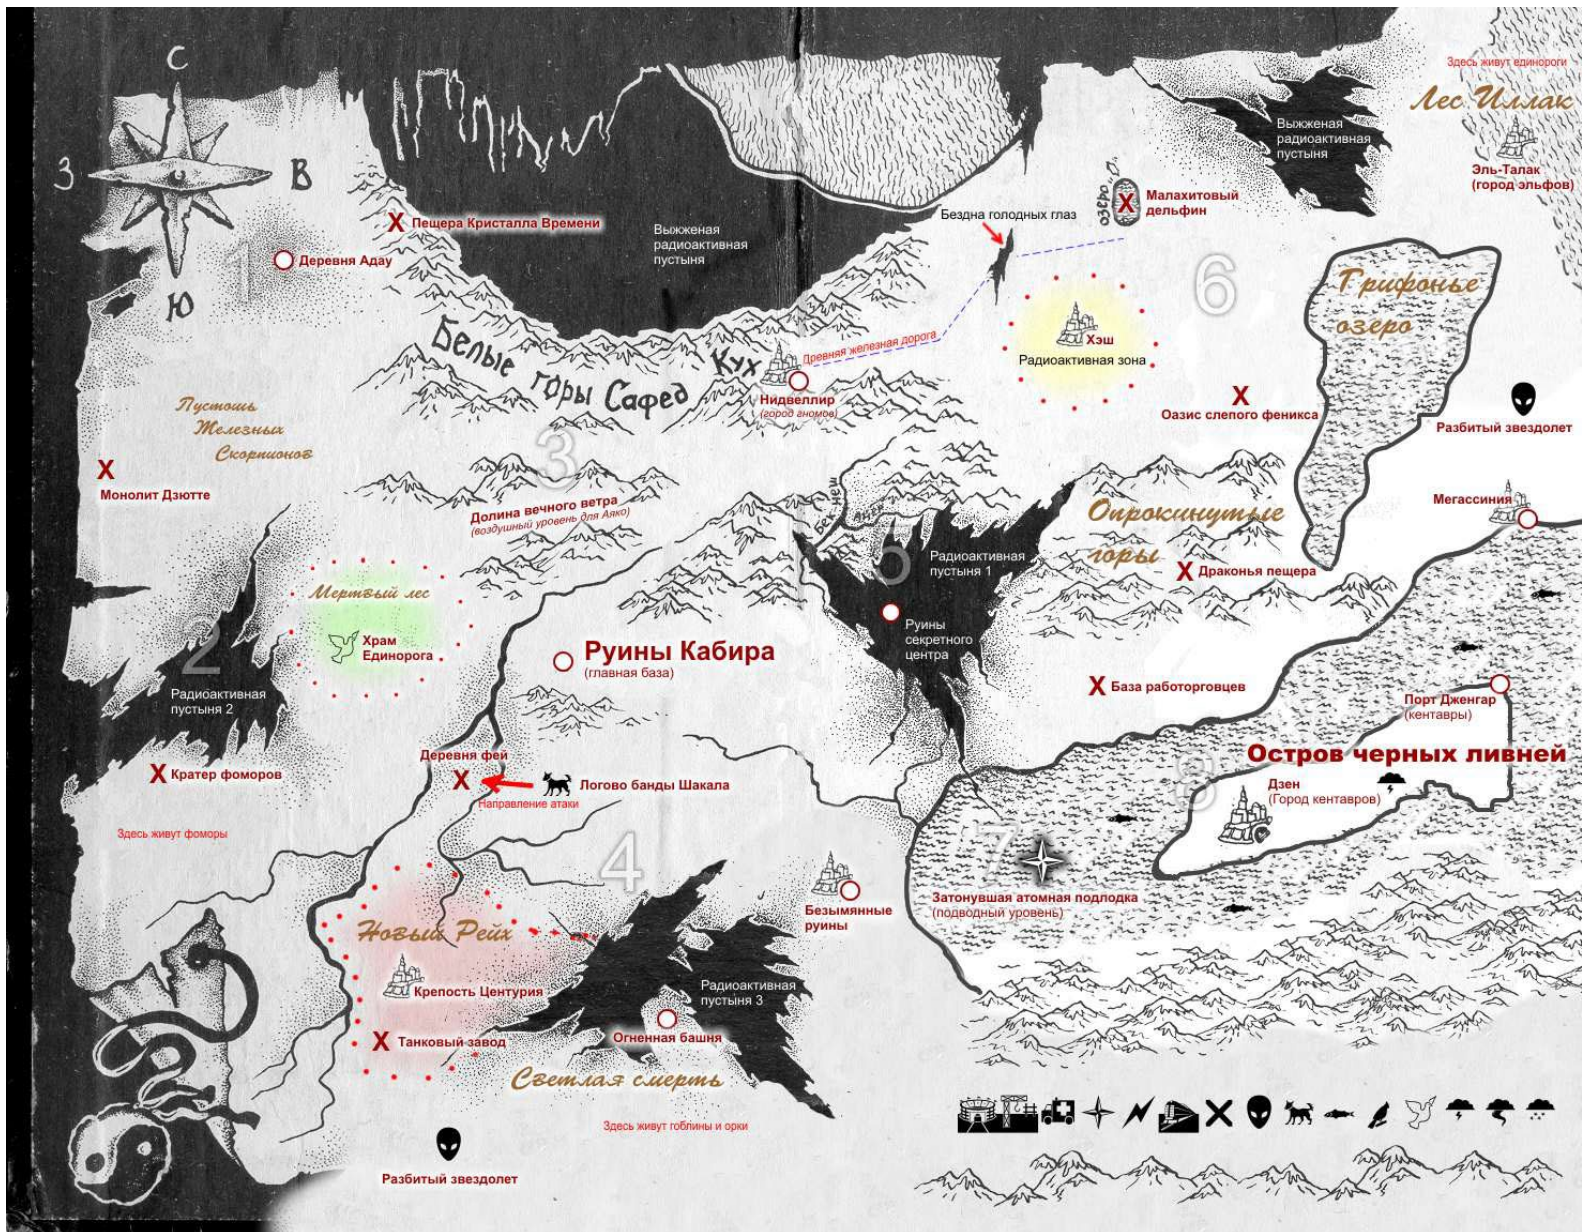 С
З
В
Ю
1
Деревня Адау
Пещера Кристалла Времени
Выжженая
радиоактивная
пустыня
Бездна голодных глаз
озеро
Малахитовый
дельфин
Выжженая
радиоактивная
пустыня
Здесь живут единороги
Лес Иллак
Эль-Талак
(город эльфов)
6
Грифонье
озеро
Белые горы Сафед Кух
Древняя железная дорога
Нидвеллир
(город гномов)
Хэш
Радиоактивная зона
Оазис слепого феникса
Разбитый звездолет
Мегассиния
Пустошь
Железных
Скорпионов
Монолит Дзютте
3
Долина вечного ветра
(воздушный уровень для Аяко)
5
Радиоактивная
пустыня 1
Руины
секретного
центра
Опрокинутые
горы
Драконья пещера
Мертвый лес
Храм
Единорога
2
Радиоактивная
пустыня 2
Руины Кабира
(главная база)
База работорговцев
Порт Дженгар
(кентавры)
Остров черных ливней
8
Дзен
(Город кентавров)
Кратер фоморов
Деревня фей
Логово банды Шакала
Направление атаки
Здесь живут фоморы
4
7
Затонувшая атомная подлодка
(подводный уровень)
Безымянные
руины
Новый Рейх
Крепость Центурия
Танковый завод
Радиоактивная
пустыня 3
Огненная башня
Светлая смерть
Здесь живут гоблины и орки
Разбитый звездолет